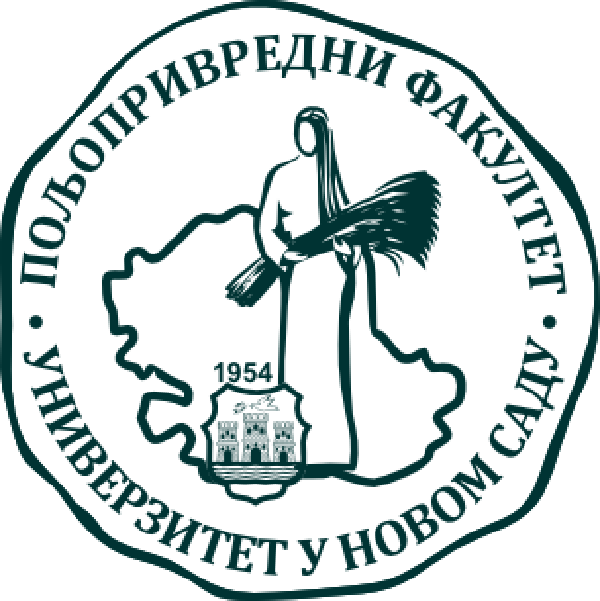 ПОЉОПРИВРЕДНИ ФАКУЛТЕТ
1954
• УНИВЕРЗИТЕТ У НОВОМ САДУ •